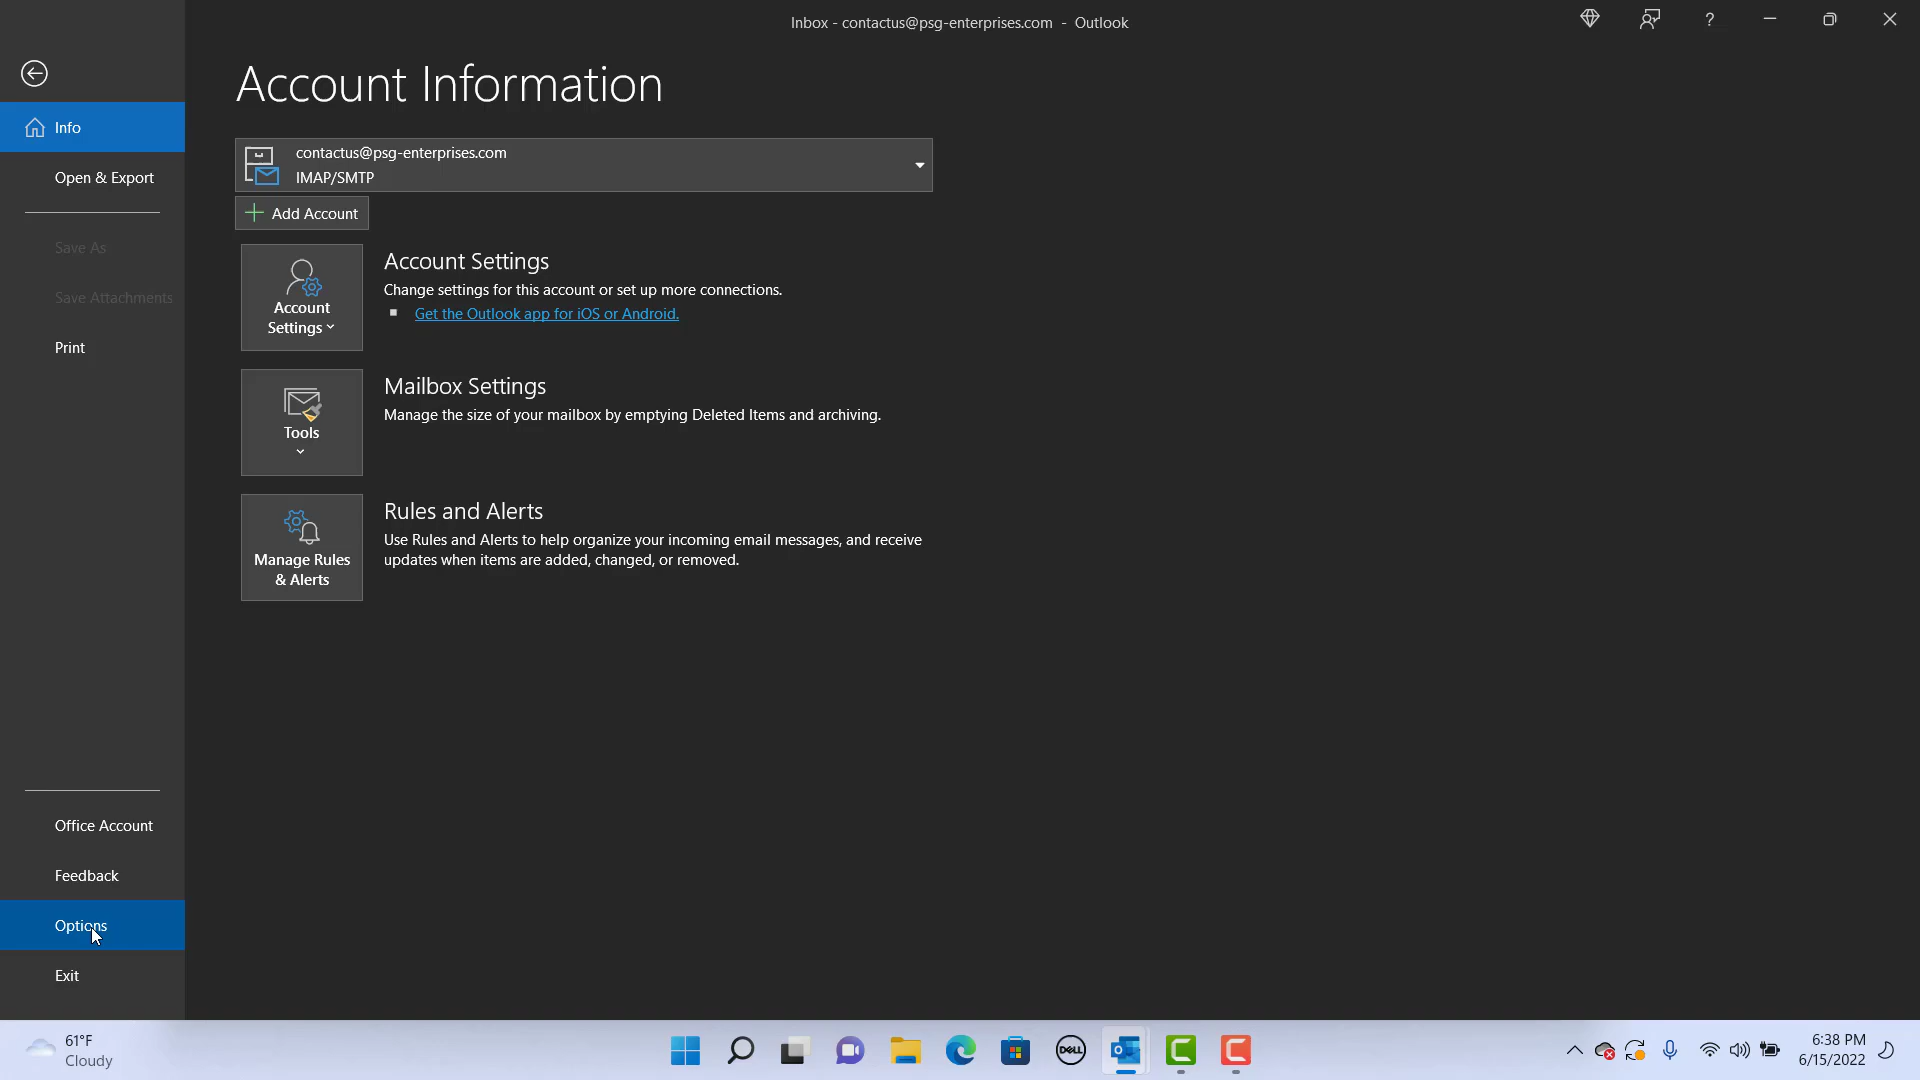 Inbox - contactus@psg-enterprises.com - Outlook
?
Account Information
Info
Open & Export
Save As
Save Attachments
Print
contactus@psg-enterprises.com
IMAP/SMTP
Add Account
Account
Settings
Account Settings
Change settings for this account or set up more connections.
Get the Outlook app for iOS or Android.
Tools
Mailbox Settings
Manage the size of your mailbox by emptying Deleted Items and archiving.
Manage Rules
& Alerts
Rules and Alerts
Use Rules and Alerts to help organize your incoming email messages, and receive
updates when items are added, changed, or removed.
Office Account
Feedback
Options
Exit
61°F
Cloudy
DELL
6:38 PM
6/15/2022